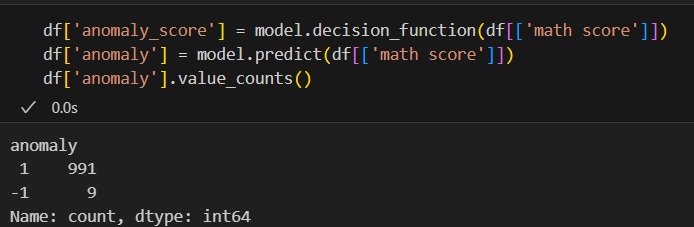 df['anomaly_score'] = model.decision_function(df[['math score']])
df['anomaly'] = model.predict(df[['math score']])
df['anomaly'].value_counts()
0.0s
anomaly
 1    991
-1      9
Name: count, dtype: int64